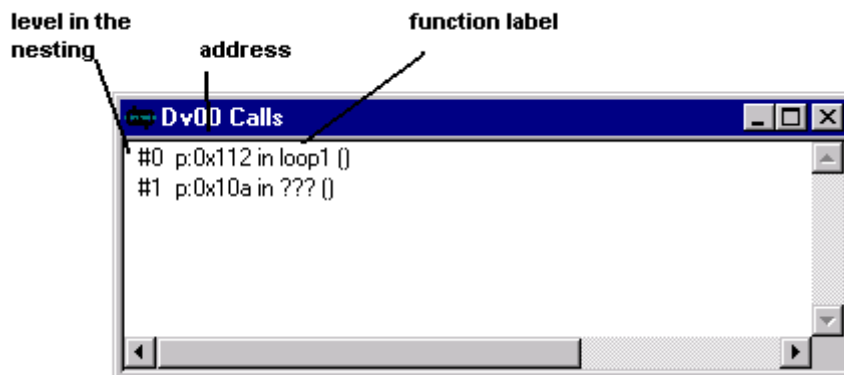 level in the
nesting
address
function label
Dv00 Calls
#0 p:0x112 in loop1 ()
#1 p:0x10a in ??? ()